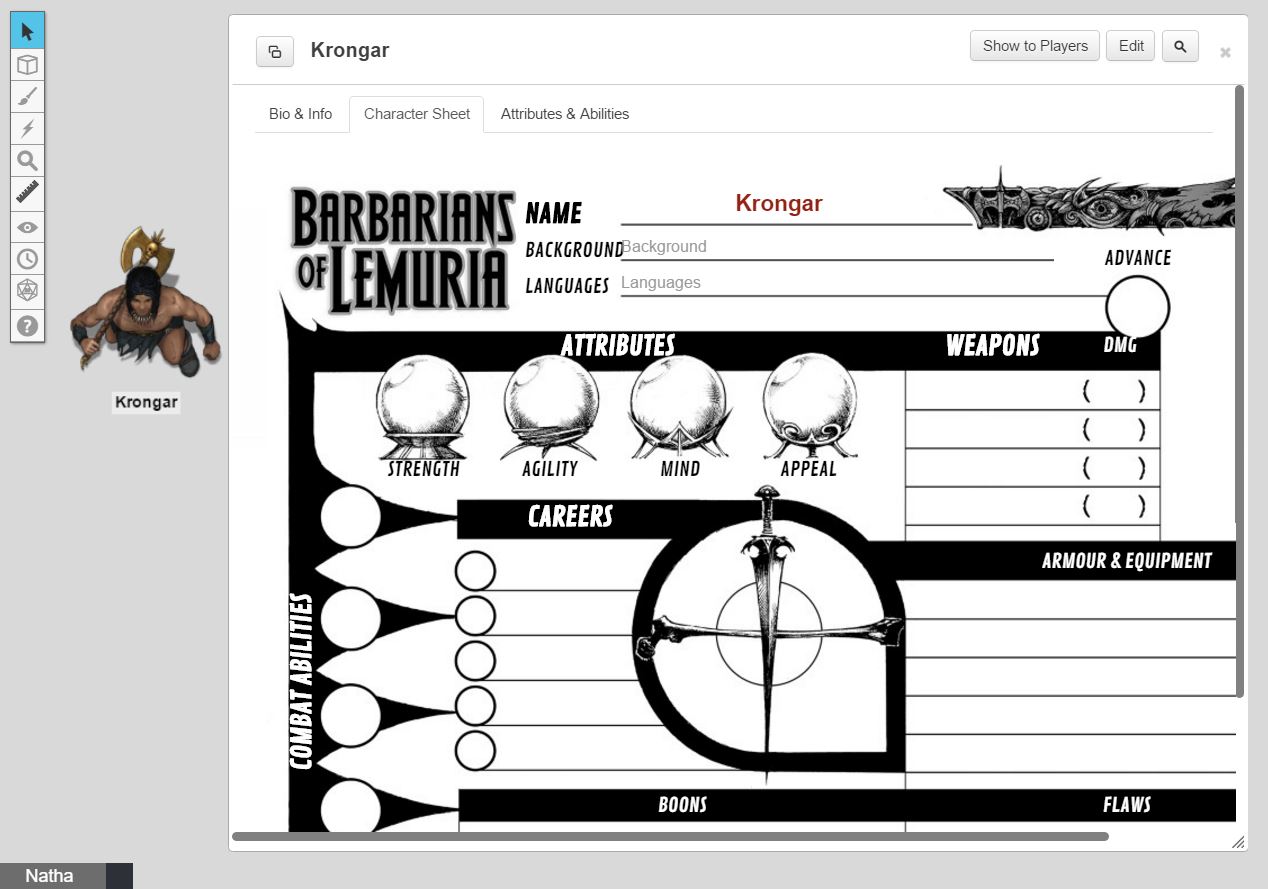 Krongar
Show to Players
Edit
Bio & Info
Character Sheet
Attributes & Abilities
BARBARIANS
OF LEMURIA
NAME
Krongar
BACKGROUND
Background
LANGUAGES
Languages
ADVANCE
ATTRIBUTES
WEAPONS
DMG
( )
( )
( )
( )
STRENGTH
AGILITY
MIND
APPEAL
CAREERS
ARMOUR & EQUIPMENT
COMBAT ABILITIES
BOONS
FLAWS
Krongar
Natha